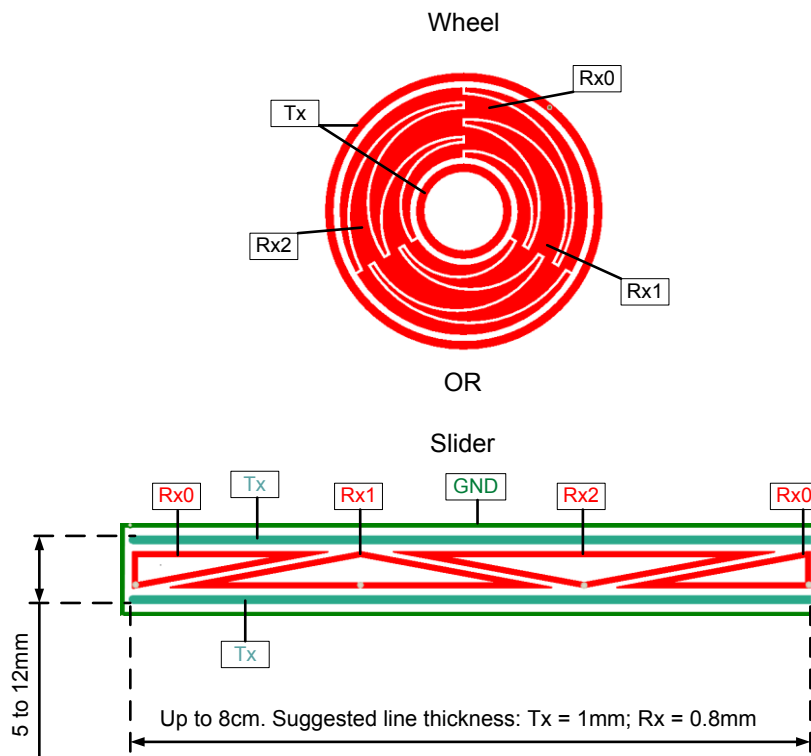 Wheel
Rx0
Tx
Rx2
Rx1
OR
Slider
Rx0
Tx
Rx1
GND
Rx2
Rx0
Tx
5 to 12mm
Up to 8cm. Suggested line thickness: Tx = 1mm; Rx = 0.8mm